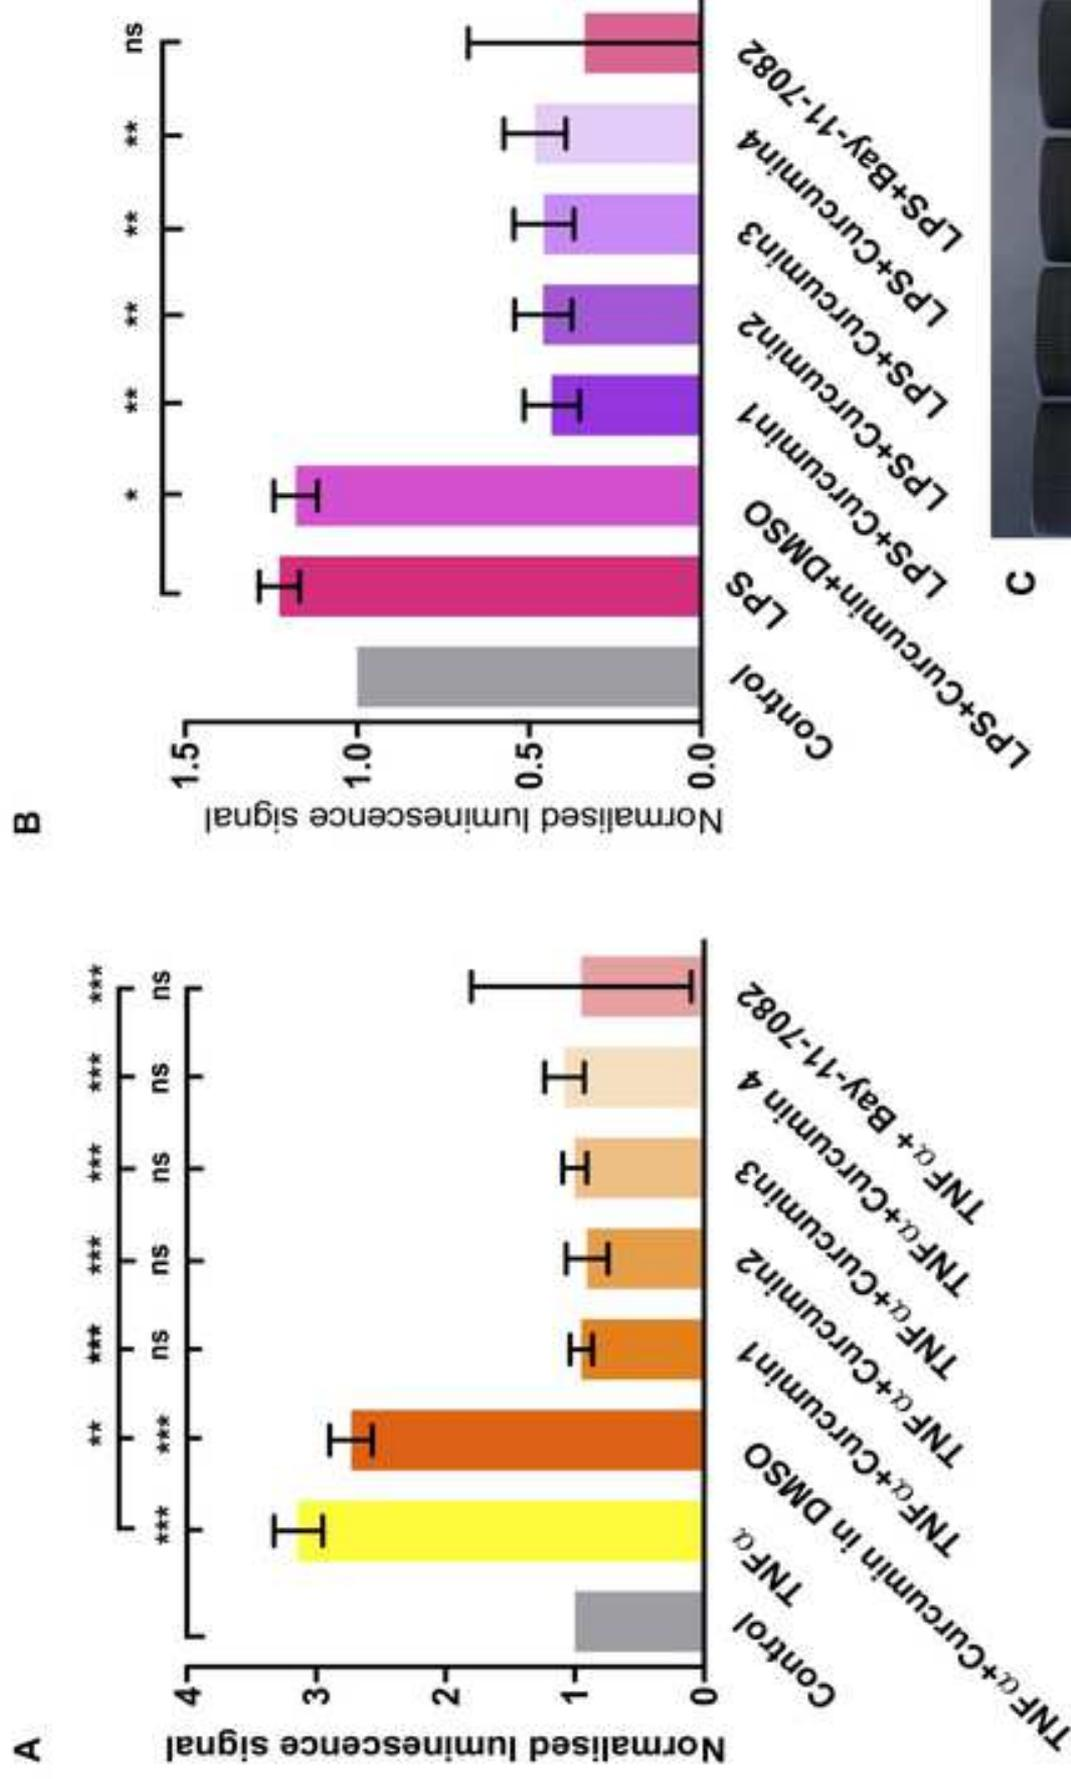 A
Normalised luminescence signal
4
3
2
1
0
** *** *** *** *** ***
*** *** ns ns ns ns ns
Control
TNFα
TNFα+Curcumin in DMSO
TNFα+Curcumin1
TNFα+Curcumin2
TNFα+Curcumin3
TNFα+Curcumin 4
TNFα+ Bay-11-7082
B
Normalised luminescence signal
1.5
1.0
0.5
0.0
* ** ** ** ** ns
Control
LPS
LPS+Curcumin+DMSO
LPS+Curcumin1
LPS+Curcumin2
LPS+Curcumin3
LPS+Curcumin4
LPS+Bay-11-7082
C